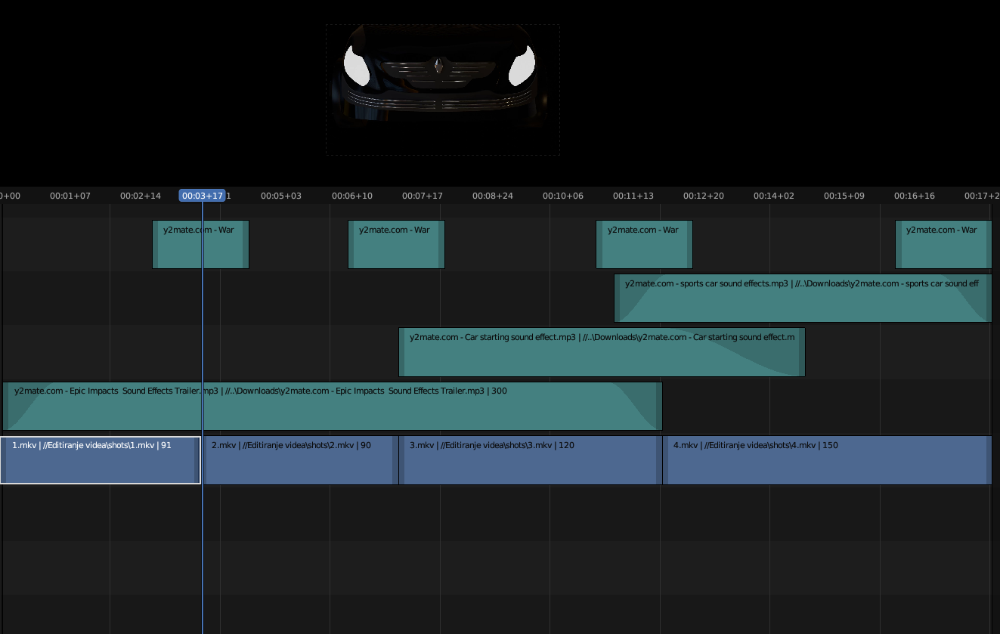 0+00 00:01+07 00:02+14 00:03+17 1 00:05+03 00:06+10 00:07+17 00:08+24 00:10+06 00:11+13 00:12+20 00:14+02 00:15+09 00:16+16 00:17+2
y2mate.com - War y2mate.com - War y2mate.com - War y2mate.com - War
y2mate.com - sports car sound effects.mp3 | //..\Downloads\y2mate.com - sports car sound eff
y2mate.com - Car starting sound effect.mp3 | //..\Downloads\y2mate.com - Car starting sound effect.m
y2mate.com - Epic Impacts  Sound Effects Trailer.mp3 | //..\Downloads\y2mate.com - Epic Impacts  Sound Effects Trailer.mp3 | 300
1.mkv | //Editiranje videa\shots\1.mkv | 91 2.mkv | //Editiranje videa\shots\2.mkv | 90 3.mkv | //Editiranje videa\shots\3.mkv | 120 4.mkv | //Editiranje videa\shots\4.mkv | 150